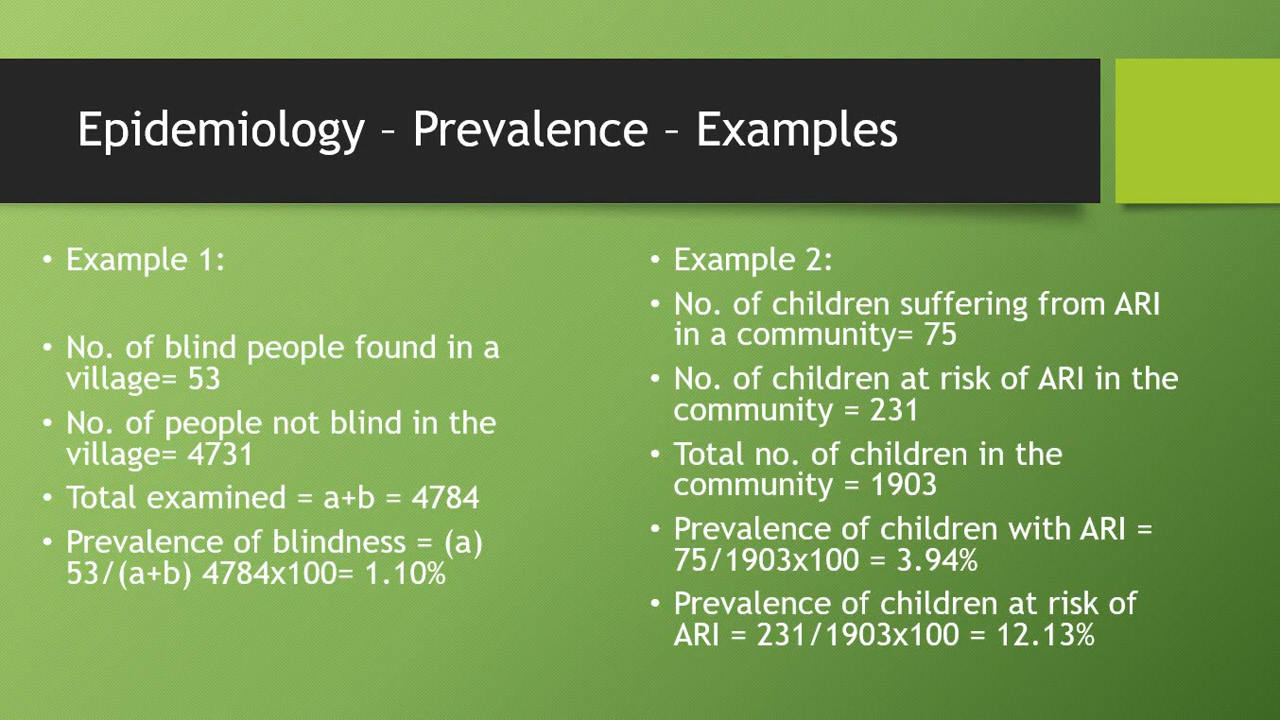 Epidemiology – Prevalence – Examples
• Example 1:
• No. of blind people found in a
village= 53
• No. of people not blind in the
village= 4731
• Total examined = a+b = 4784
• Prevalence of blindness = (a)
53/(a+b) 4784x100= 1.10%
• Example 2:
• No. of children suffering from ARI
in a community= 75
• No. of children at risk of ARI in the
community = 231
• Total no. of children in the
community = 1903
• Prevalence of children with ARI =
75/1903x100 = 3.94%
• Prevalence of children at risk of
ARI = 231/1903x100 = 12.13%